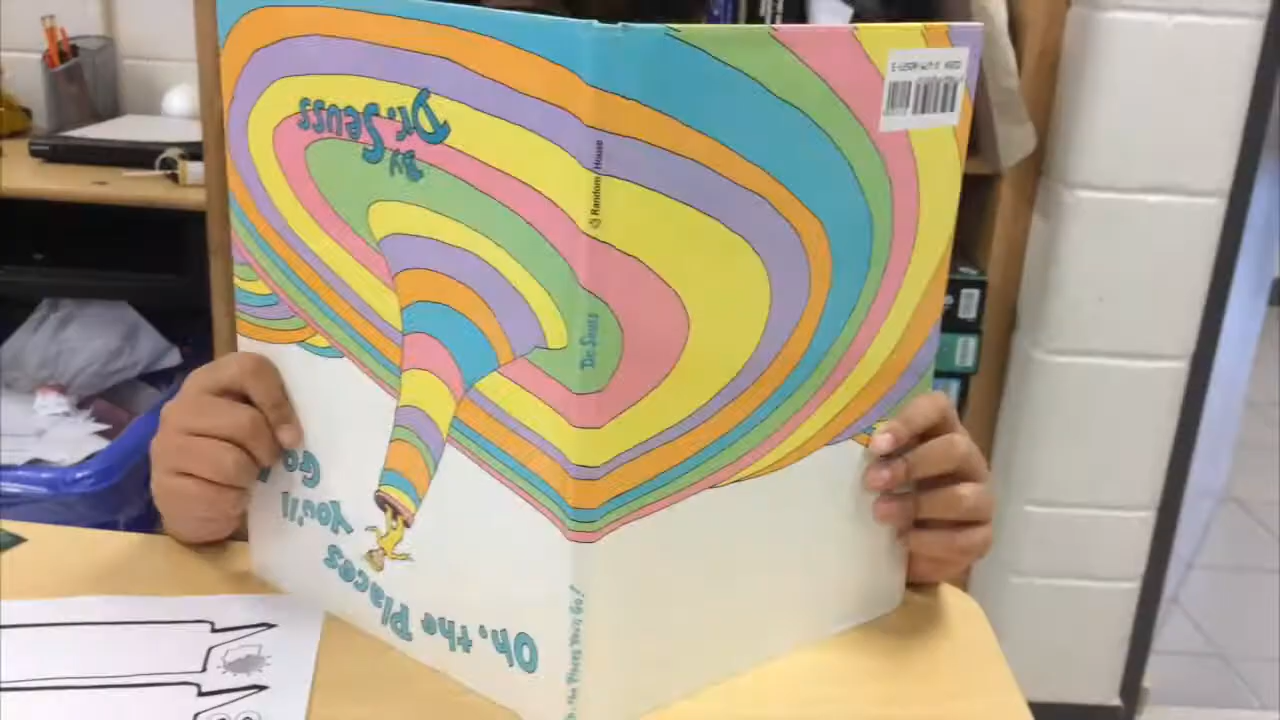 Oh, the Places
You'll
Go
By
Dr. Seuss
Oh, the Places You'll Go!
Dr. Seuss
Random House